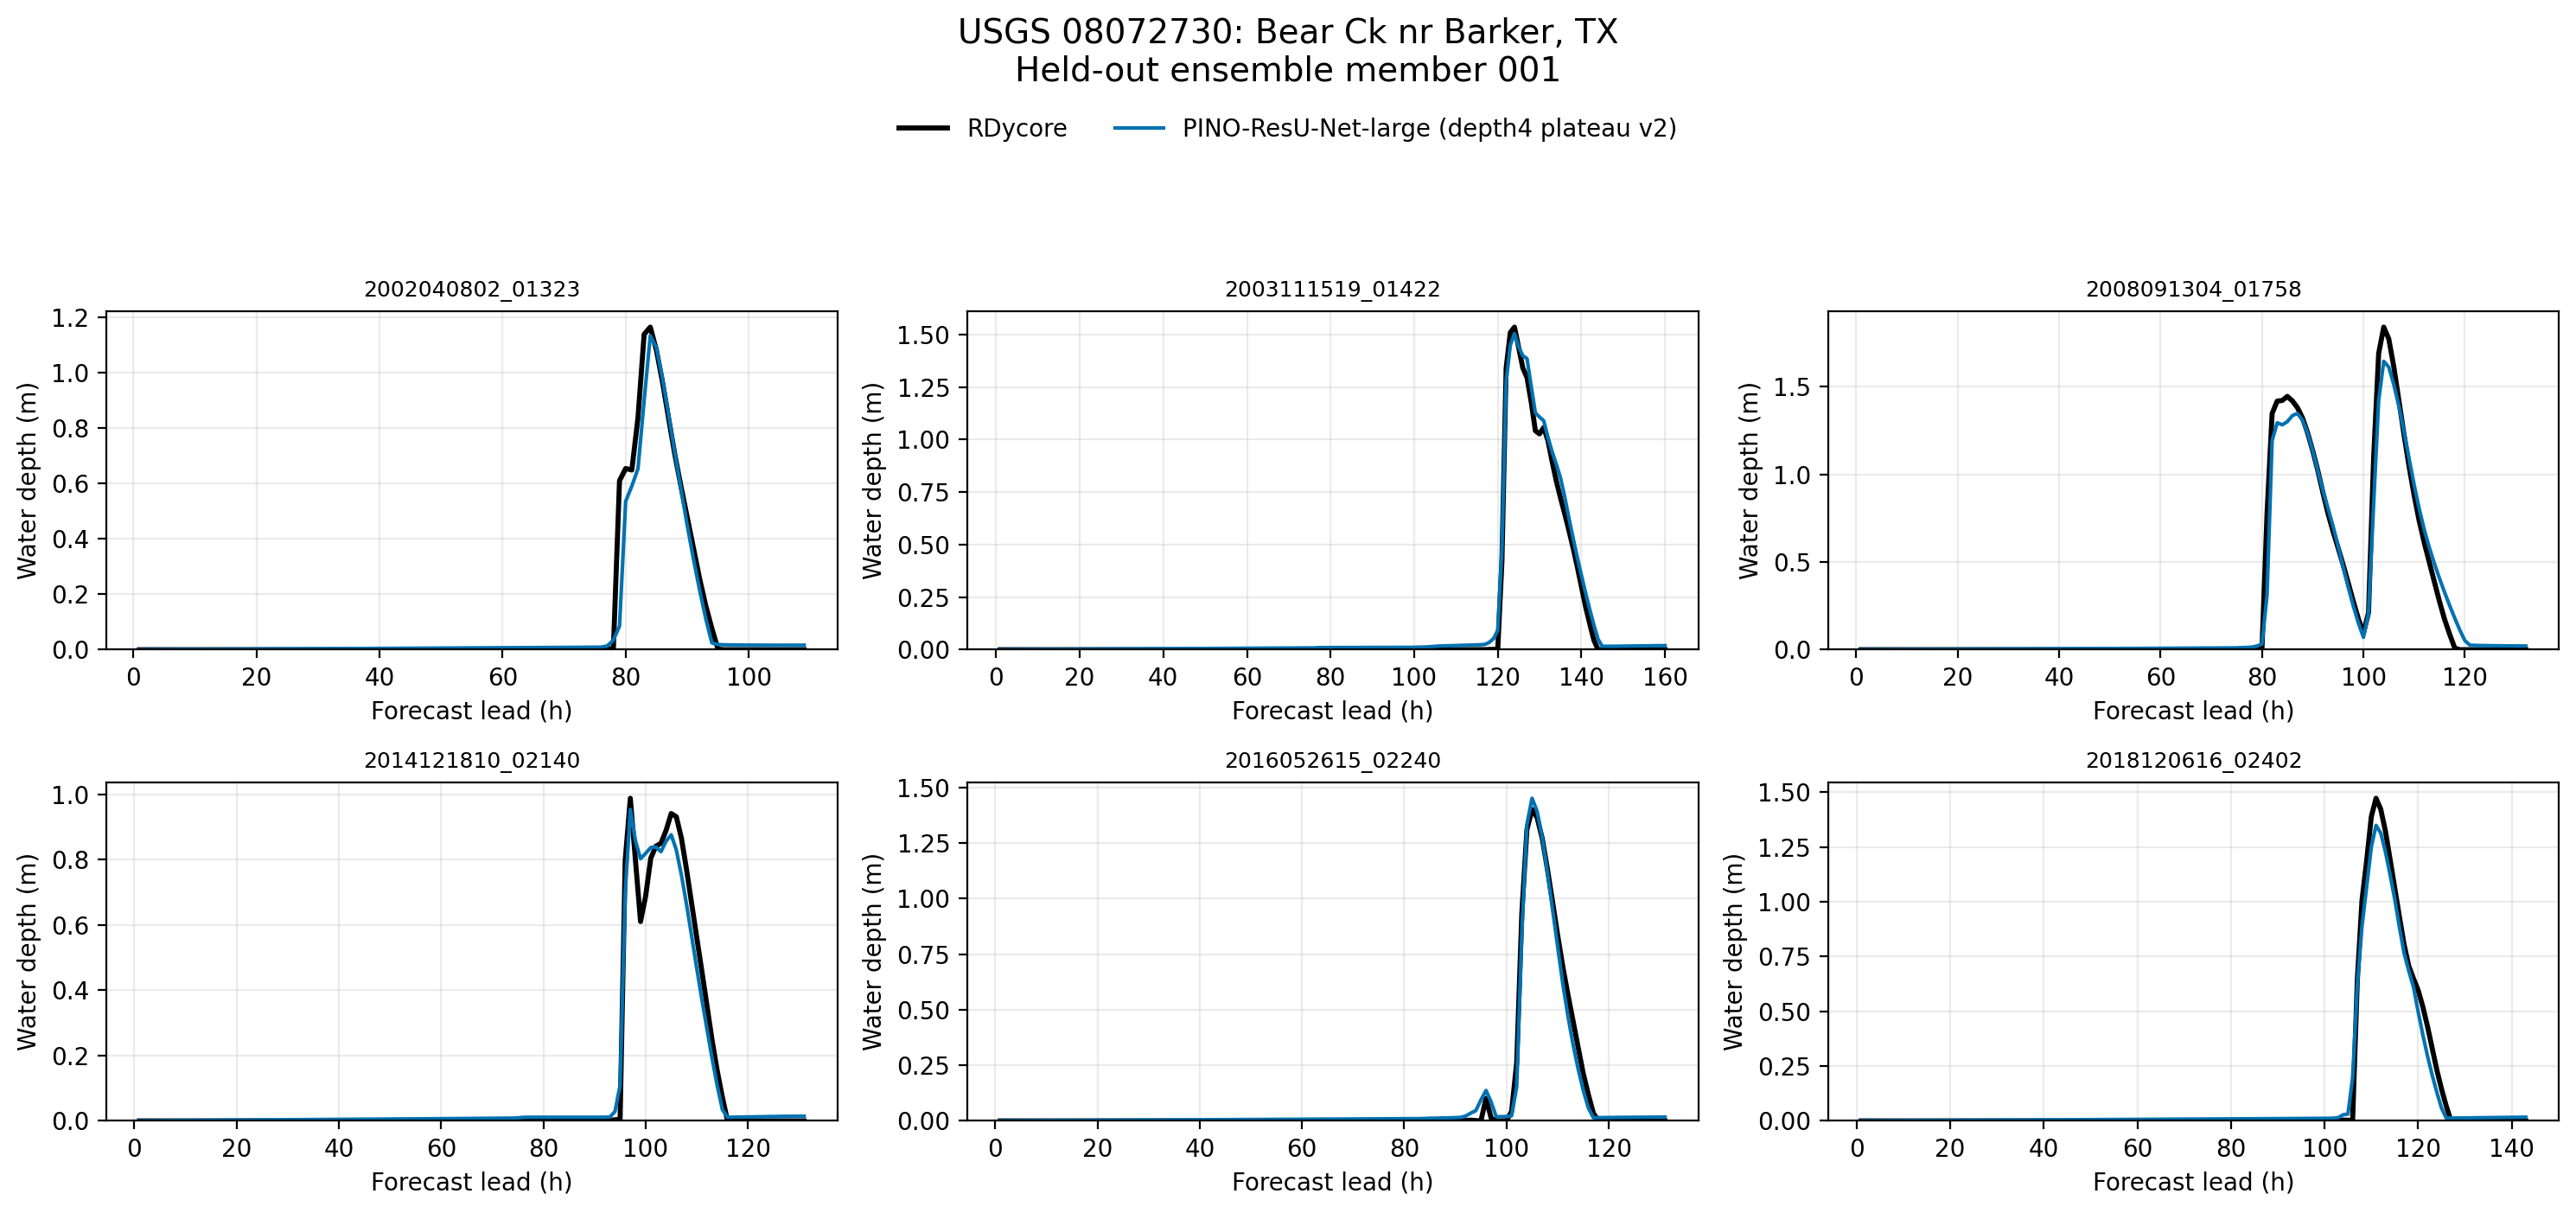 USGS 08072730: Bear Ck nr Barker, TX
Held-out ensemble member 001
RDycore
PINO-ResU-Net-large (depth4 plateau v2)
2002040802_01323
Water depth (m)
1.2
1.0
0.8
0.6
0.4
0.2
0.0
0 20 40 60 80 100
Forecast lead (h)
2003111519_01422
Water depth (m)
1.50
1.25
1.00
0.75
0.50
0.25
0.00
0 20 40 60 80 100 120 140 160
Forecast lead (h)
2008091304_01758
Water depth (m)
1.5
1.0
0.5
0.0
0 20 40 60 80 100 120
Forecast lead (h)
2014121810_02140
Water depth (m)
1.0
0.8
0.6
0.4
0.2
0.0
0 20 40 60 80 100 120
Forecast lead (h)
2016052615_02240
Water depth (m)
1.50
1.25
1.00
0.75
0.50
0.25
0.00
0 20 40 60 80 100 120
Forecast lead (h)
2018120616_02402
Water depth (m)
1.50
1.25
1.00
0.75
0.50
0.25
0.00
0 20 40 60 80 100 120 140
Forecast lead (h)